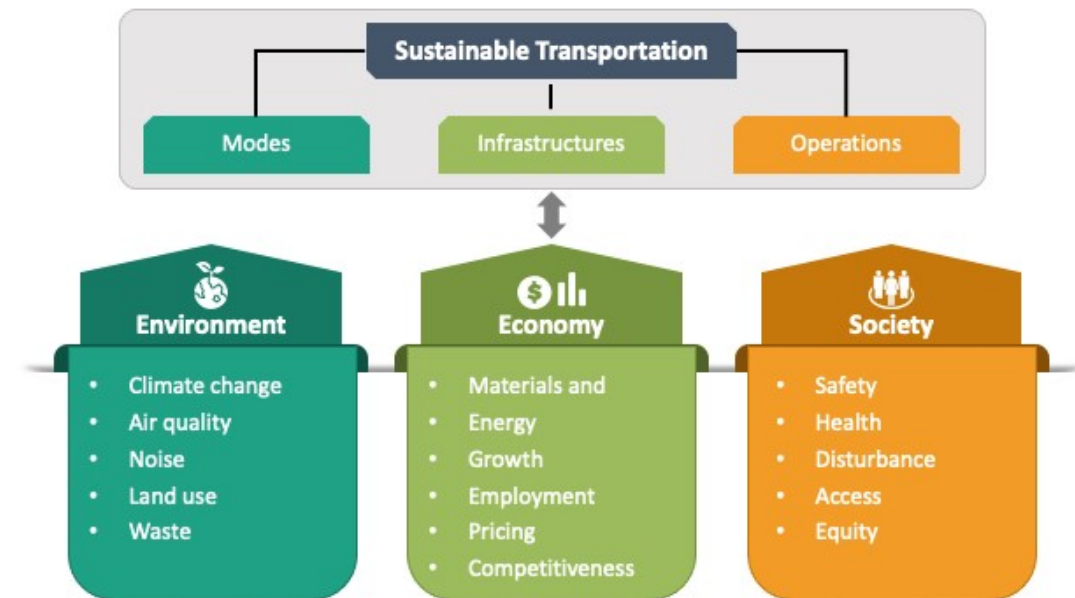 Sustainable Transportation
Modes
Infrastructures
Operations
Environment
• Climate change
• Air quality
• Noise
• Land use
• Waste
Economy
• Materials and
• Energy
• Growth
• Employment
• Pricing
• Competitiveness
Society
• Safety
• Health
• Disturbance
• Access
• Equity